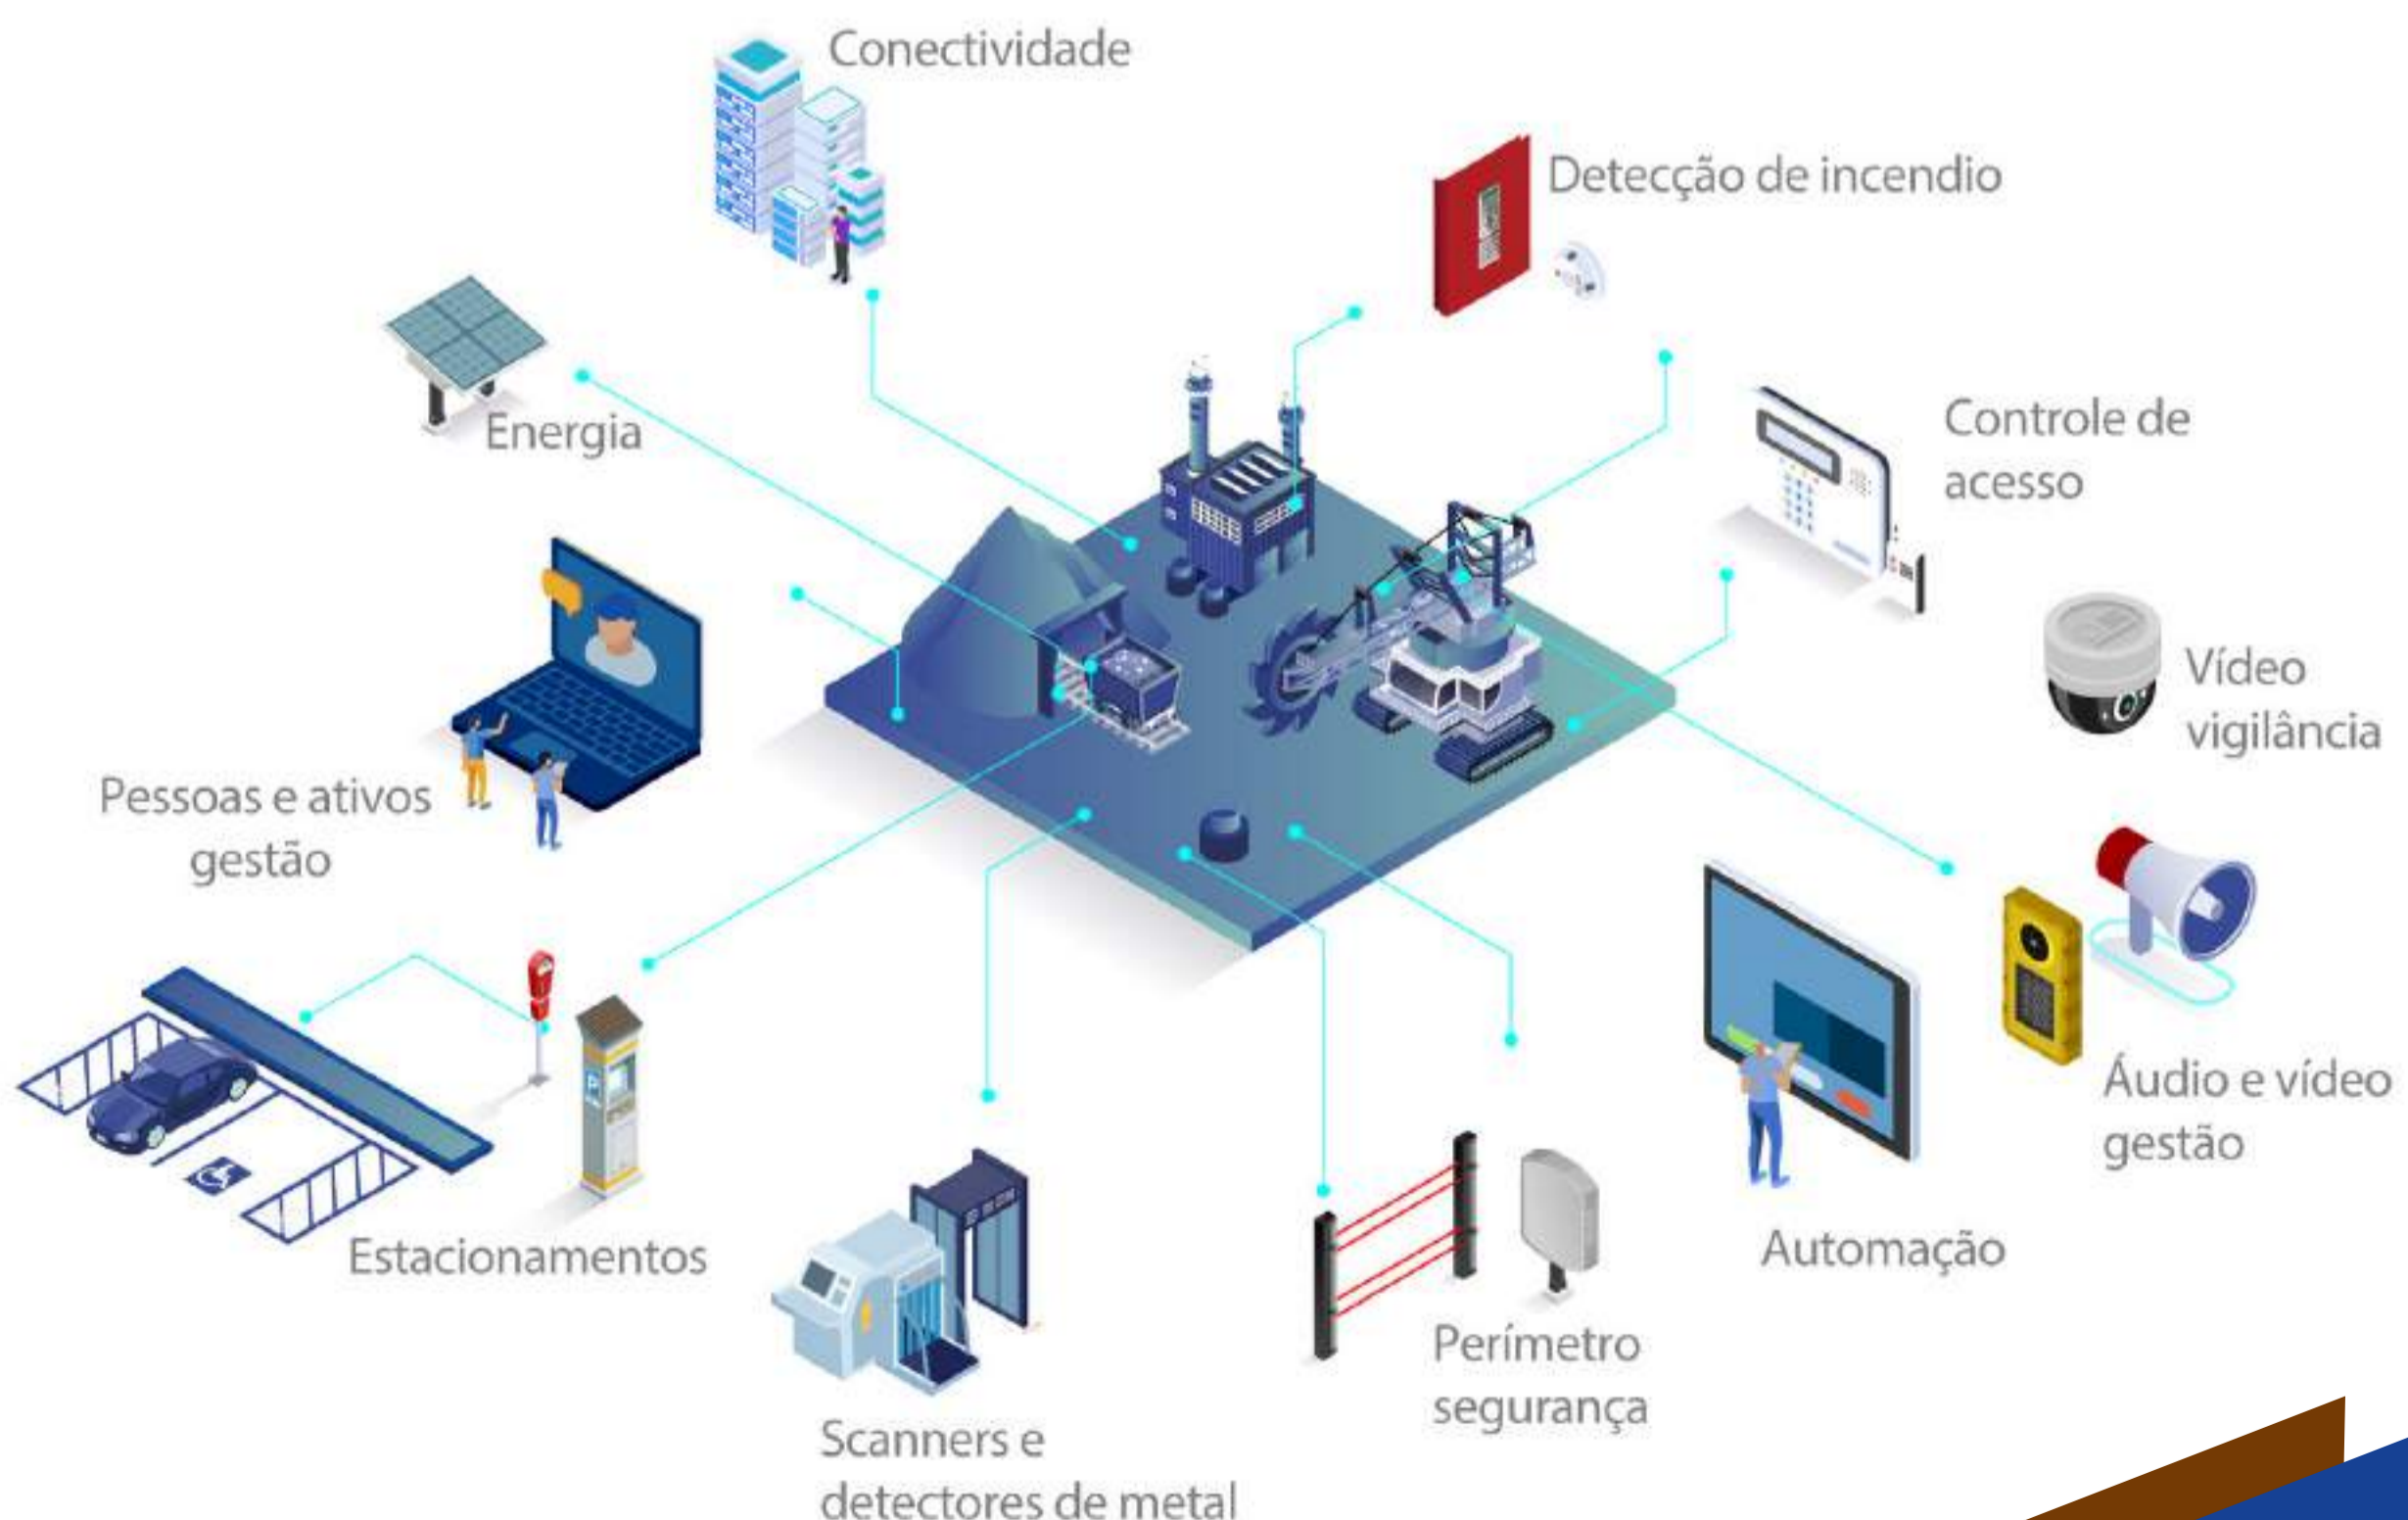 Conectividade
Detecção de incendio
Energia
Controle de
acesso
Vídeo
vigilância
Pessoas e ativos
gestão
Áudio e vídeo
gestão
P
Estacionamentos
Automação
Perímetro
segurança
Scanners e
detectores de metal